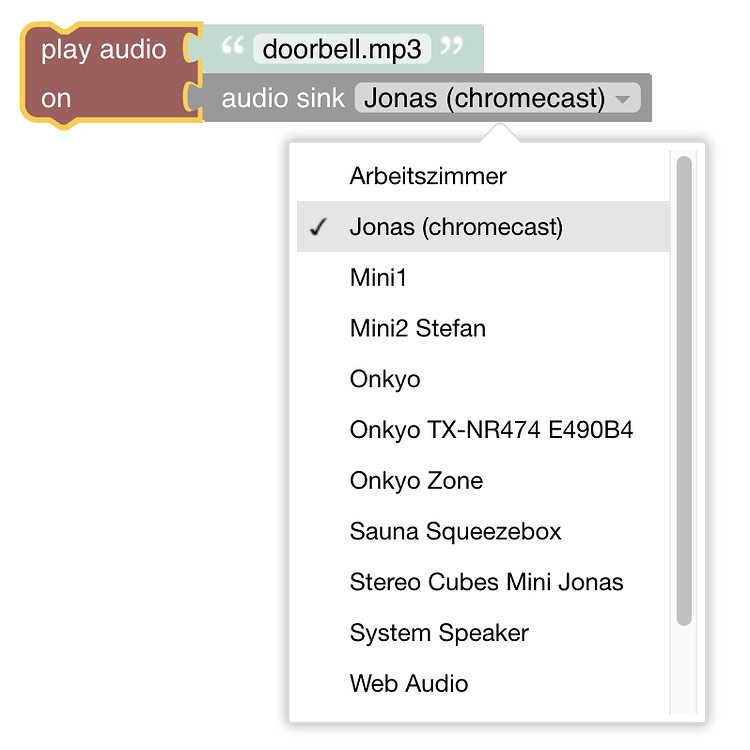 play audio “ doorbell.mp3 ”
on audio sink Jonas (chromecast)
Arbeitszimmer
✓ Jonas (chromecast)
Mini1
Mini2 Stefan
Onkyo
Onkyo TX-NR474 E490B4
Onkyo Zone
Sauna Squeezebox
Stereo Cubes Mini Jonas
System Speaker
Web Audio